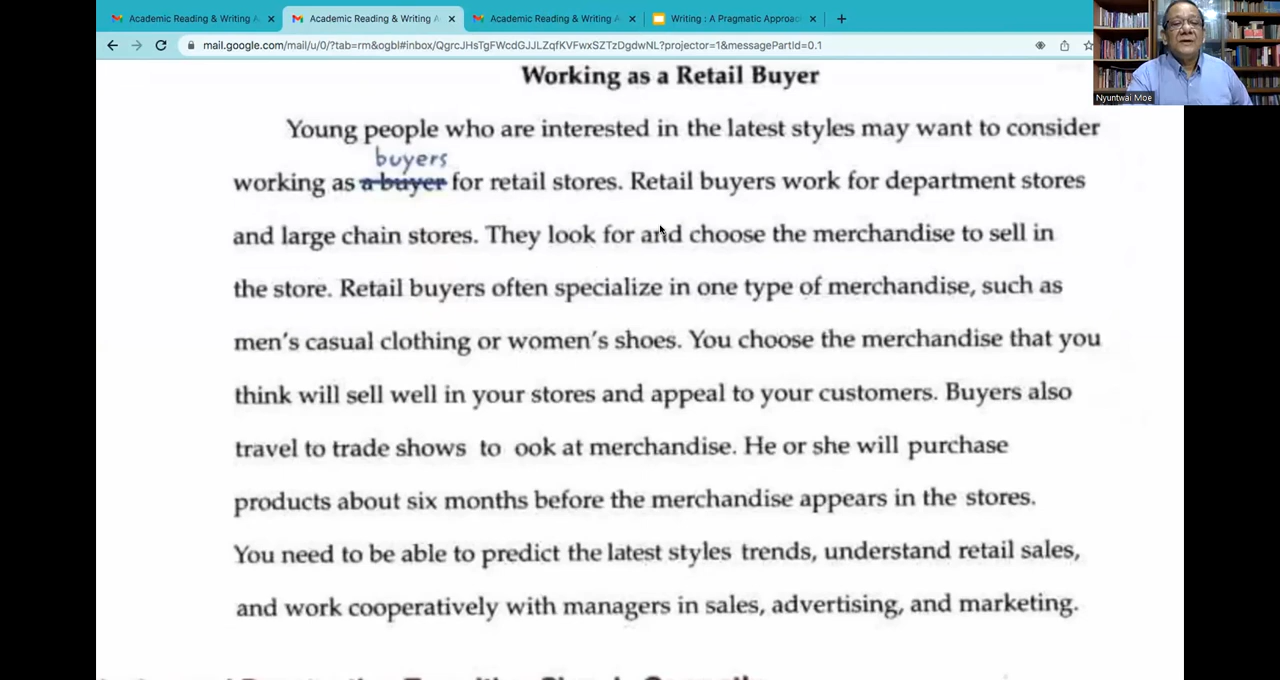 Academic Reading & Writing A
Academic Reading & Writing A
Academic Reading & Writing A
Writing : A Pragmatic Approac
mail.google.com/mail/u/0/?tab=rm&ogbl#inbox/QgrcJHsTgFWcdGJJLZqfKVFwxSZTzDgdwNL?projector=1&messagePartId=0.1
Nyuntwai Moe
Working as a Retail Buyer
Young people who are interested in the latest styles may want to consider
buyers
working as a buyer for retail stores. Retail buyers work for department stores
and large chain stores. They look for and choose the merchandise to sell in
the store. Retail buyers often specialize in one type of merchandise, such as
men's casual clothing or women's shoes. You choose the merchandise that you
think will sell well in your stores and appeal to your customers. Buyers also
travel to trade shows to ook at merchandise. He or she will purchase
products about six months before the merchandise appears in the stores.
You need to be able to predict the latest styles trends, understand retail sales,
and work cooperatively with managers in sales, advertising, and marketing.